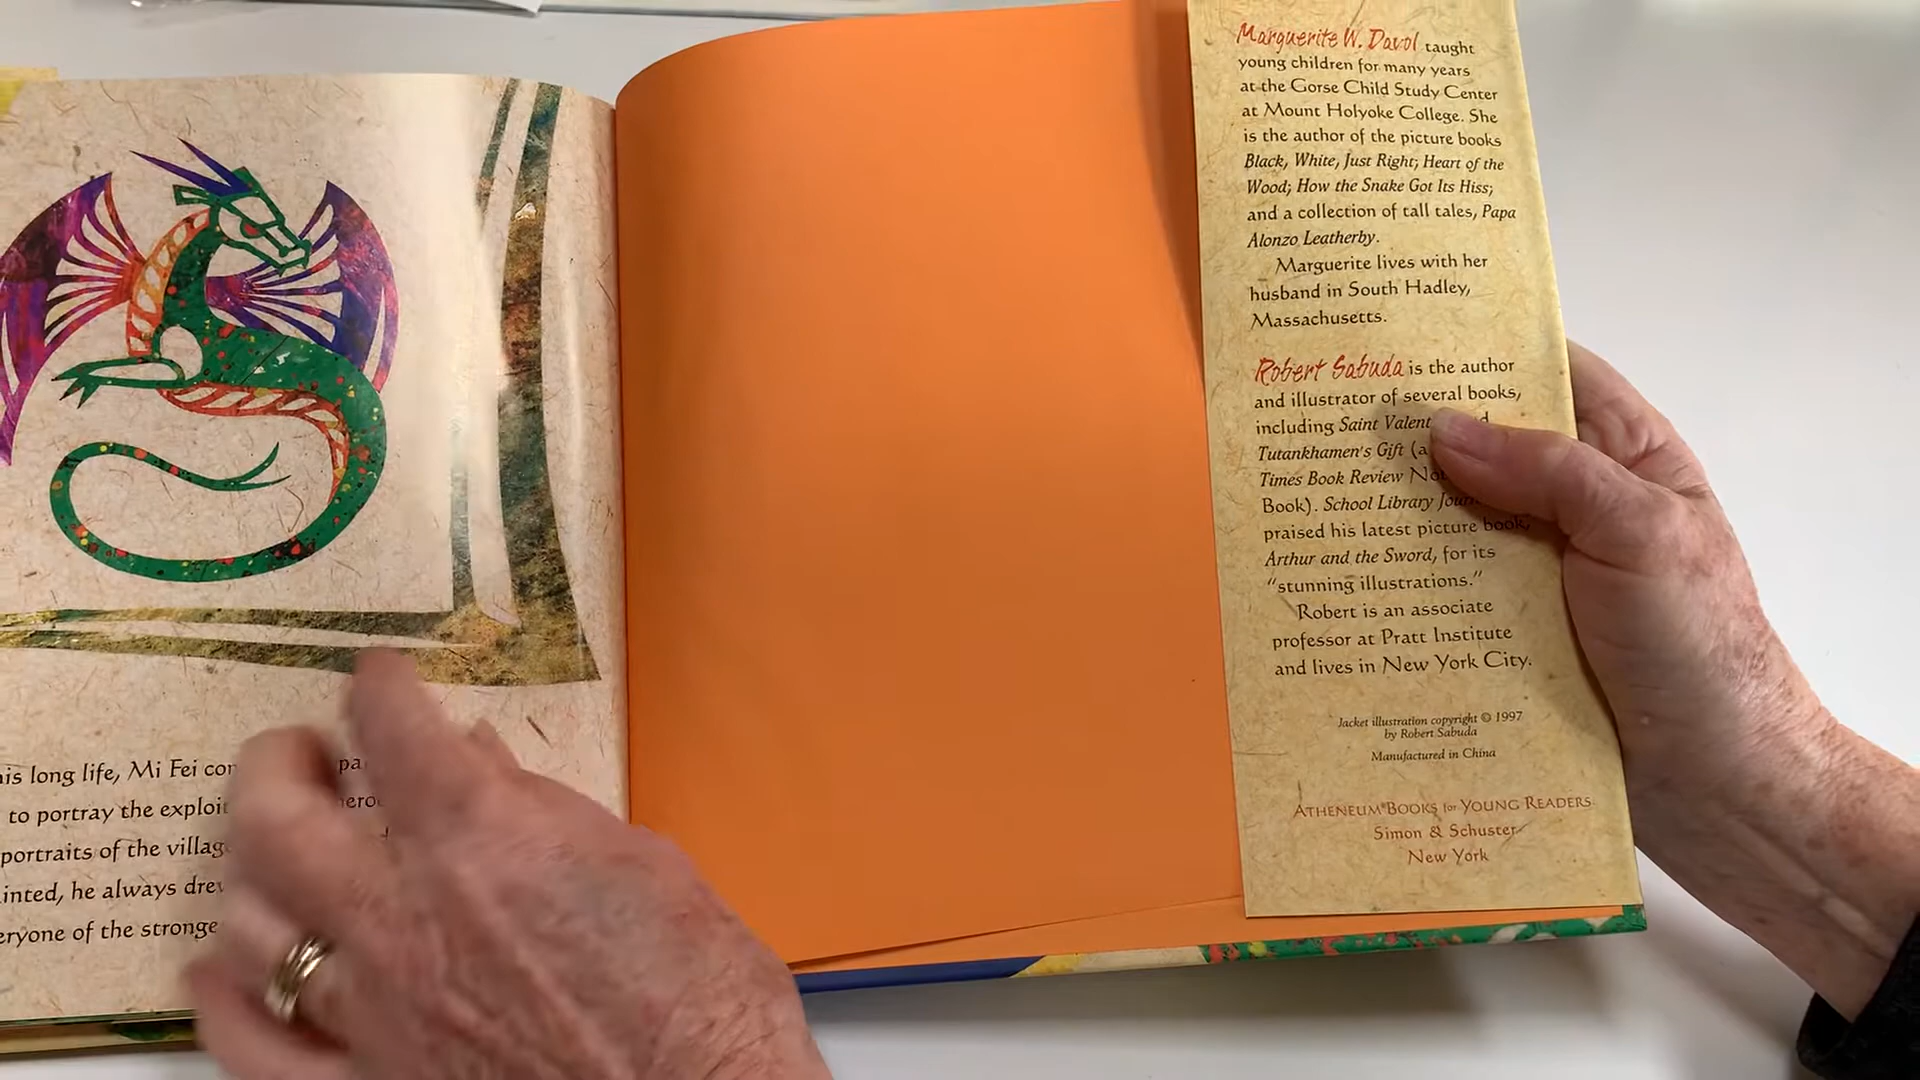 is long life, Mi Fei
to portray the
portraits of the
he always
of the stronge
Marguerite W. Davol taught
young children for many years
at the Gorse Child Study Center
at Mount Holyoke College. She
is the author of the picture books
Black, White, Just Right; Heart of the
Wood; How the Snake Got Its Hiss;
and a collection of tall tales, Papa
Alonzo Leatherby.
Marguerite lives with her
husband in South Hadley,
Massachusetts.
Robert Sabuda is the author
and illustrator of several books,
including Saint Valent
Tutankhamen's Gift (a
Times Book Review
Book). School Library
praised his latest picture book,
Arthur and the Sword, for its
"stunning illustrations."
Robert is an associate
professor at Pratt Institute
and lives in New York City.
Jacket illustration copyright © 1997
by Robert Sabuda
Manufactured in China
ATHENEUM BOOKS for YOUNG READERS
Simon & Schuster
New York